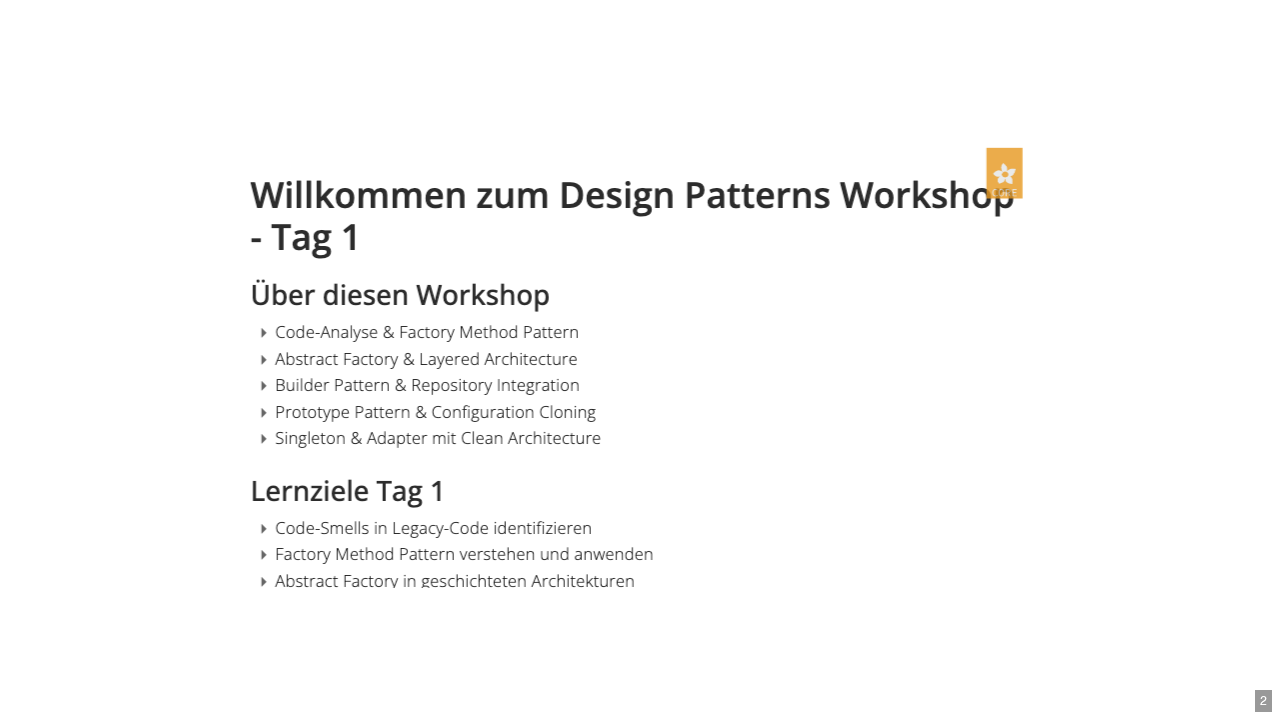 Willkommen zum Design Patterns Workshop
- Tag 1
Über diesen Workshop
Code-Analyse & Factory Method Pattern
Abstract Factory & Layered Architecture
Builder Pattern & Repository Integration
Prototype Pattern & Configuration Cloning
Singleton & Adapter mit Clean Architecture
Lernziele Tag 1
Code-Smells in Legacy-Code identifizieren
Factory Method Pattern verstehen und anwenden
Abstract Factory in geschichteten Architekturen
2